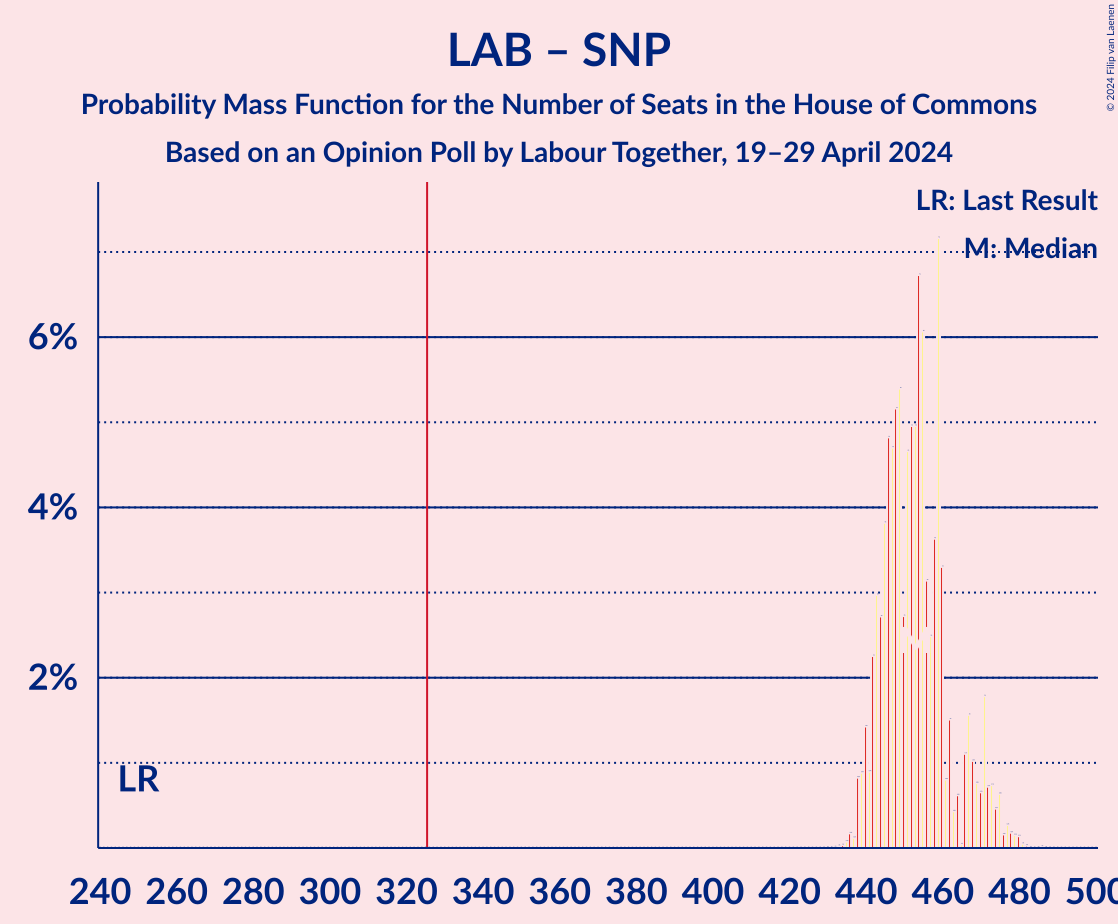 LAB – SNP
Probability Mass Function for the Number of Seats in the House of Commons
Based on an Opinion Poll by Labour Together, 19–29 April 2024
© 2024 Filip van Laenen
LR: Last Result
M: Median
6%
4%
2%
LR
240 260 280 300 320 340 360 380 400 420 440 460 480 500